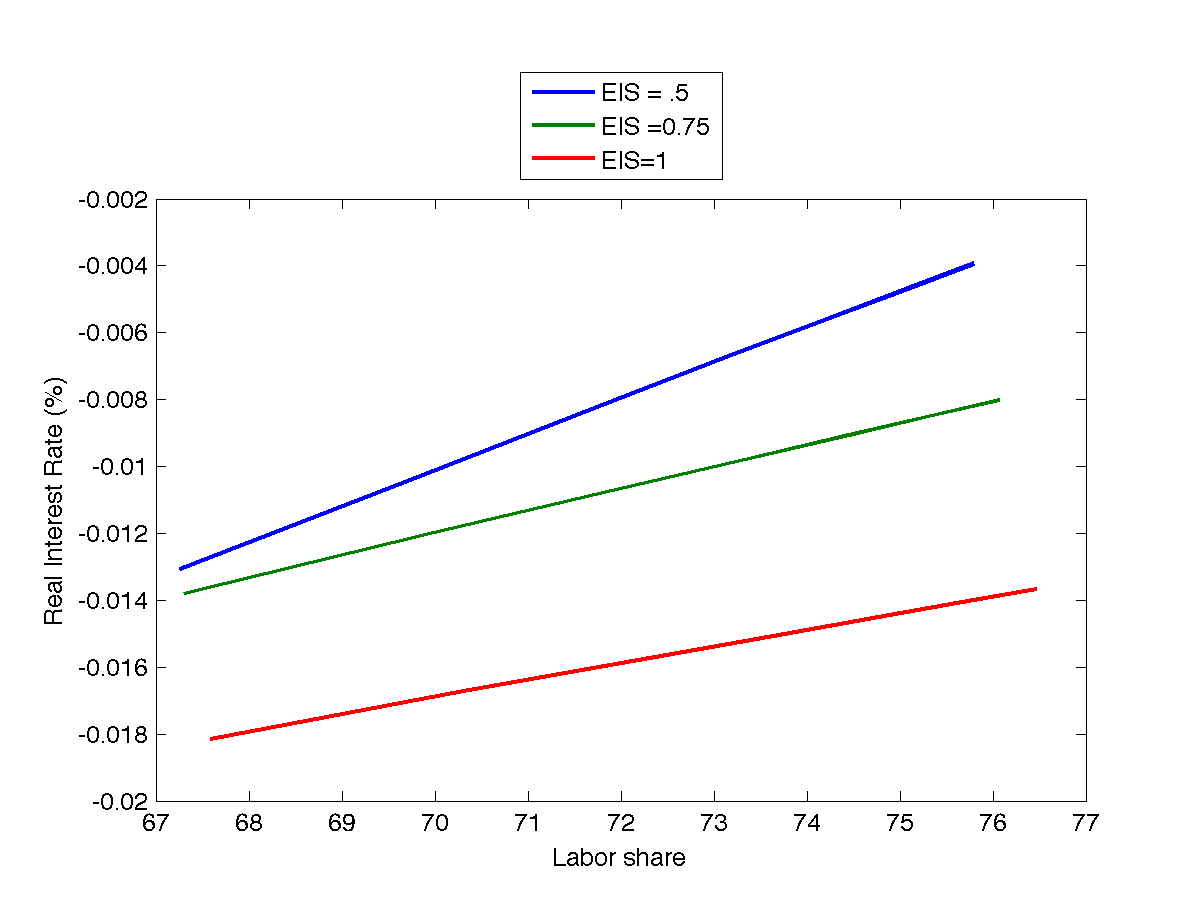 EIS = .5
EIS =0.75
EIS=1
-0.002
-0.004
-0.006
-0.008
-0.01
-0.012
-0.014
-0.016
-0.018
-0.02
Real Interest Rate (%)
67 68 69 70 71 72 73 74 75 76 77
Labor share